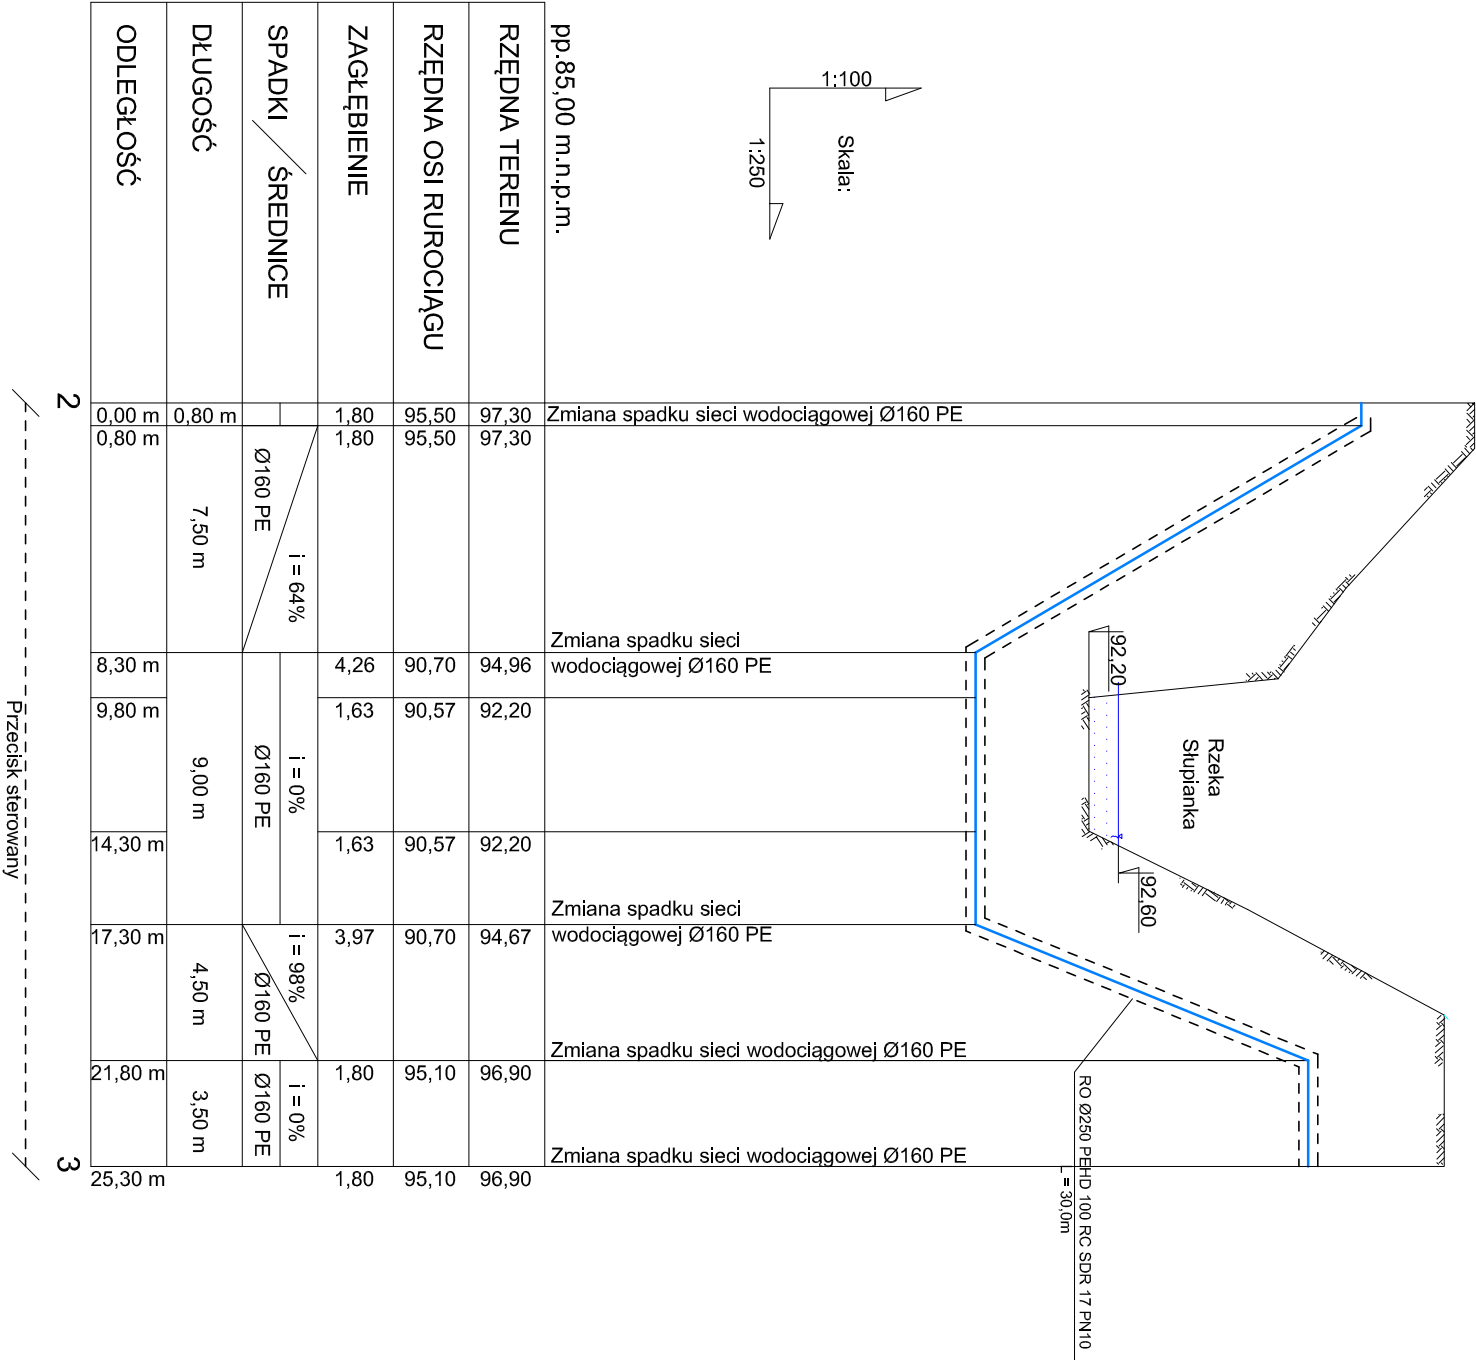 Skala:
1:100
1:250
Rzeka
Słupianka
92,20
92,60
RO Ø250 PEHD 100 RC SDR 17 PN10
l = 30,0m
Zmiana spadku sieci wodociągowej Ø160 PE
Zmiana spadku sieci
wodociągowej Ø160 PE
Zmiana spadku sieci
wodociągowej Ø160 PE
Zmiana spadku sieci wodociągowej Ø160 PE
Zmiana spadku sieci wodociągowej Ø160 PE
pp.85,00 m.n.p.m.
RZĘDNA TERENU 97,30 97,30 94,96 92,20 92,20 94,67 96,90 96,90
RZĘDNA OSI RUROCIĄGU 95,50 95,50 90,70 90,57 90,57 90,70 95,10 95,10
ZAGŁĘBIENIE 1,80 1,80 4,26 1,63 1,63 3,97 1,80 1,80
SPADKI / ŚREDNICE
i = 64% i = 0% i = 98% i = 0%
Ø160 PE Ø160 PE Ø160 PE Ø160 PE
DŁUGOŚĆ 0,80 m 7,50 m 9,00 m 4,50 m 3,50 m
ODLEGŁOŚĆ 0,00 m 0,80 m 8,30 m 9,80 m 14,30 m 17,30 m 21,80 m 25,30 m
2 3
Przecisk sterowany